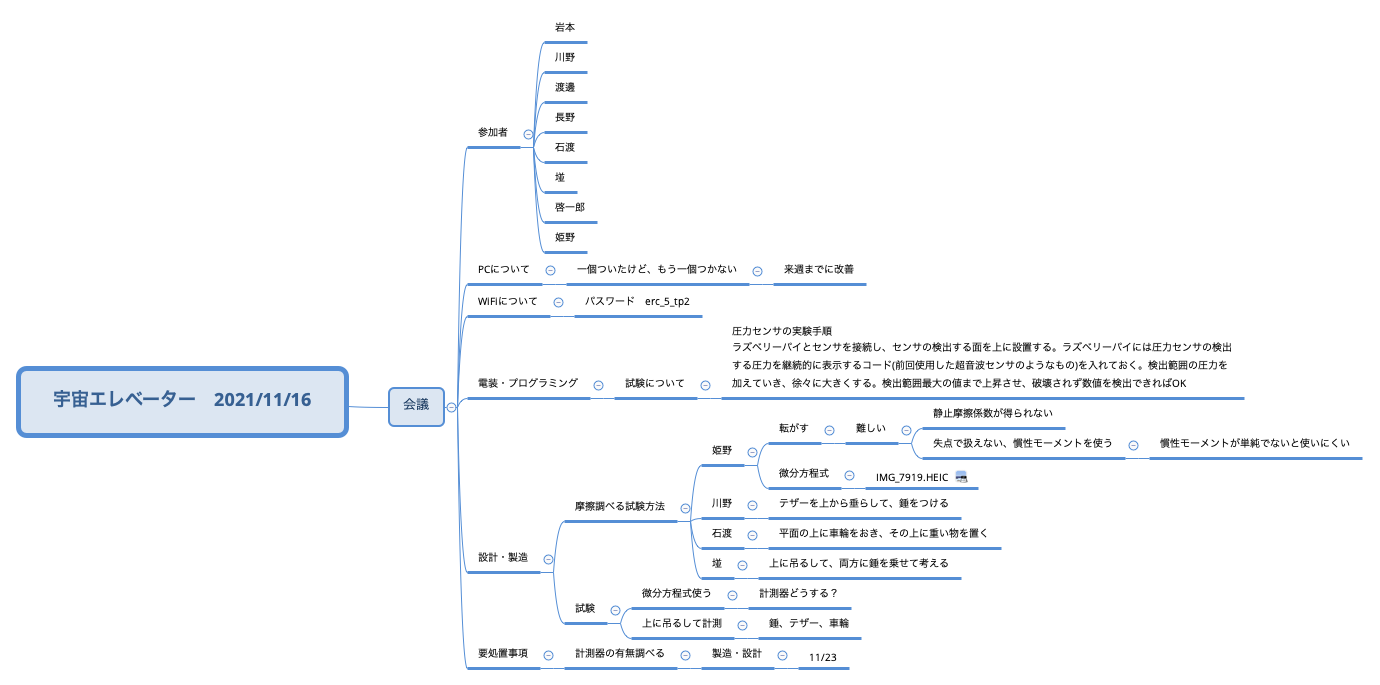 宇宙エレベーター　2021/11/16
会議
参加者
岩本
川野
渡邊
長野
石渡
墐
啓一郎
姫野
PCについて
一個ついたけど、もう一個つかない
来週までに改善
WiFiについて
パスワード　erc_5_tp2
電装・プログラミング
試験について
圧力センサの実験手順
ラズベリーパイとセンサを接続し、センサの検出する面を上に設置する。ラズベリーパイには圧力センサの検出
する圧力を継続的に表示するコード(前回使用した超音波センサのようなもの)を入れておく。検出範囲の圧力を
加えていき、徐々に大きくする。検出範囲最大の値まで上昇させ、破壊されず数値を検出できればOK
設計・製造
摩擦調べる試験方法
姫野
転がす
難しい
静止摩擦係数が得られない
失点で扱えない、慣性モーメントを使う
慣性モーメントが単純でないと使いにくい
微分方程式
IMG_7919.HEIC
川野
テザーを上から垂らして、錘をつける
石渡
平面の上に車輪をおき、その上に重い物を置く
墐
上に吊るして、両方に錘を乗せて考える
試験
微分方程式使う
計測器どうする？
上に吊るして計測
錘、テザー、車輪
要処置事項
計測器の有無調べる
製造・設計
11/23